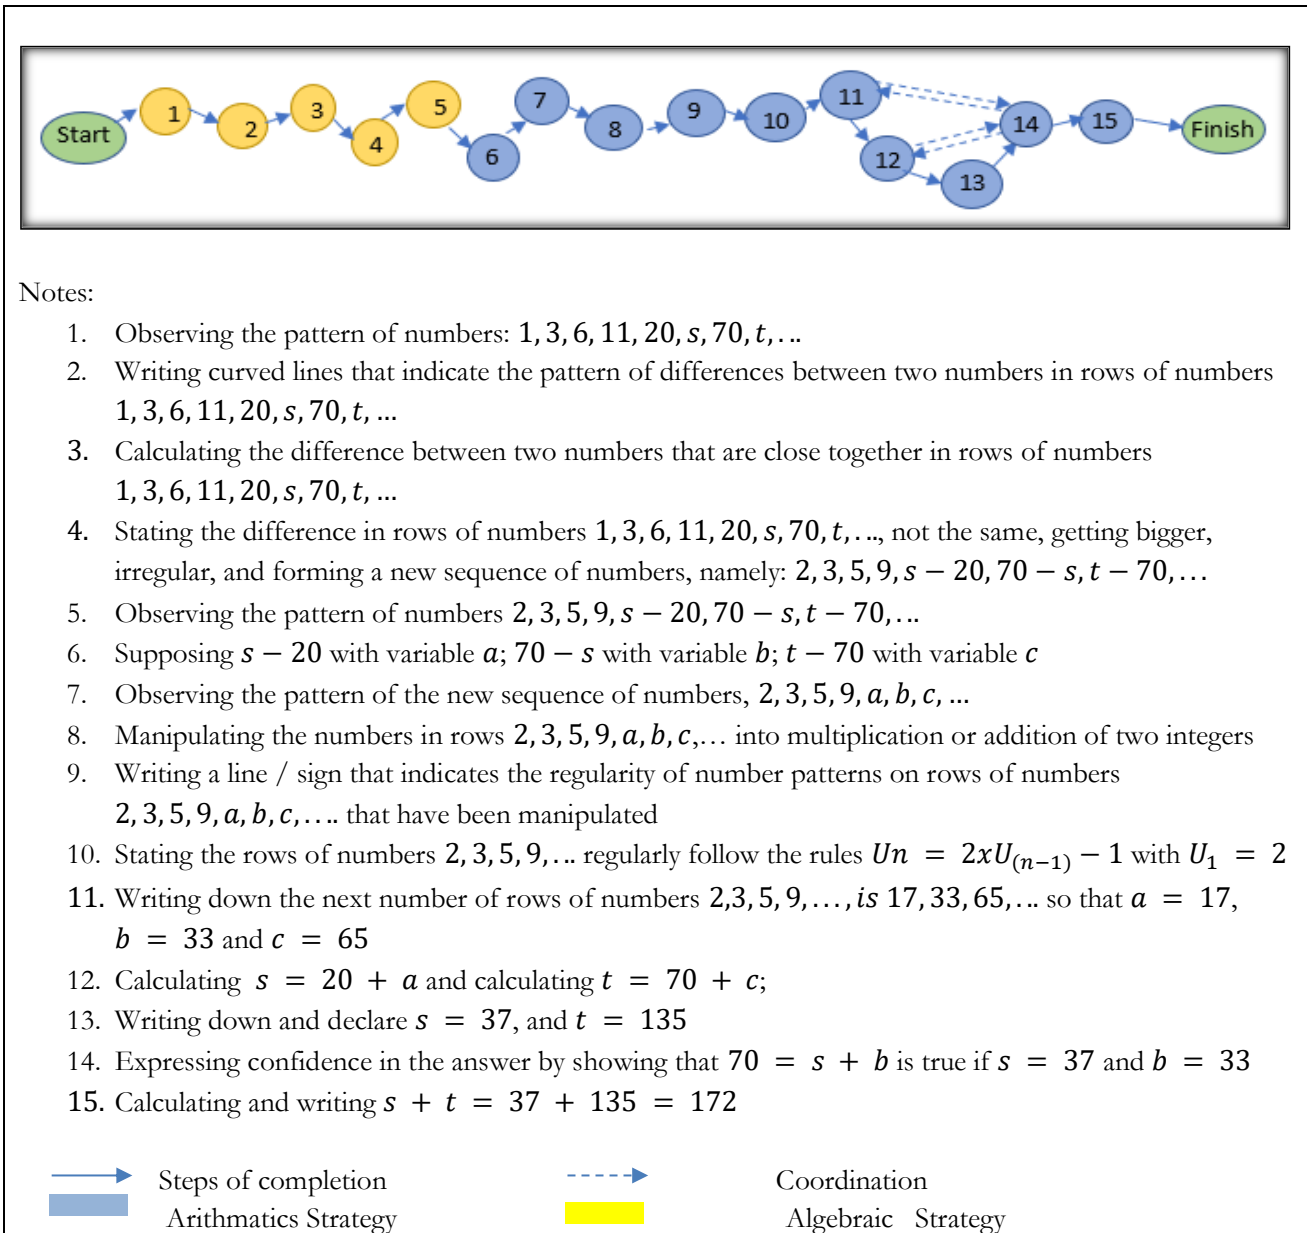 Start 1 2 3 4 5 6 7 8 9 10 11 12 13 14 15 Finish
Notes:
1. Observing the pattern of numbers: 1, 3, 6, 11, 20, s, 70, t, …
2. Writing curved lines that indicate the pattern of differences between two numbers in rows of numbers
1, 3, 6, 11, 20, s, 70, t, …
3. Calculating the difference between two numbers that are close together in rows of numbers
1, 3, 6, 11, 20, s, 70, t, …
4. Stating the difference in rows of numbers 1, 3, 6, 11, 20, s, 70, t, …, not the same, getting bigger,
irregular, and forming a new sequence of numbers, namely: 2, 3, 5, 9, s − 20, 70 − s, t − 70, …
5. Observing the pattern of numbers 2, 3, 5, 9, s − 20, 70 − s, t − 70, …
6. Supposing s − 20 with variable a; 70 − s with variable b; t − 70 with variable c
7. Observing the pattern of the new sequence of numbers, 2, 3, 5, 9, a, b, c, …
8. Manipulating the numbers in rows 2, 3, 5, 9, a, b, c,… into multiplication or addition of two integers
9. Writing a line / sign that indicates the regularity of number patterns on rows of numbers
2, 3, 5, 9, a, b, c, …. that have been manipulated
10. Stating the rows of numbers 2, 3, 5, 9, … regularly follow the rules Un = 2xU(n−1) − 1 with U1 = 2
11. Writing down the next number of rows of numbers 2,3, 5, 9, …, is 17, 33, 65, … so that a = 17,
b = 33 and c = 65
12. Calculating s = 20 + a and calculating t = 70 + c;
13. Writing down and declare s = 37, and t = 135
14. Expressing confidence in the answer by showing that 70 = s + b is true if s = 37 and b = 33
15. Calculating and writing s + t = 37 + 135 = 172
Steps of completion Coordination
Arithmatics Strategy Algebraic Strategy